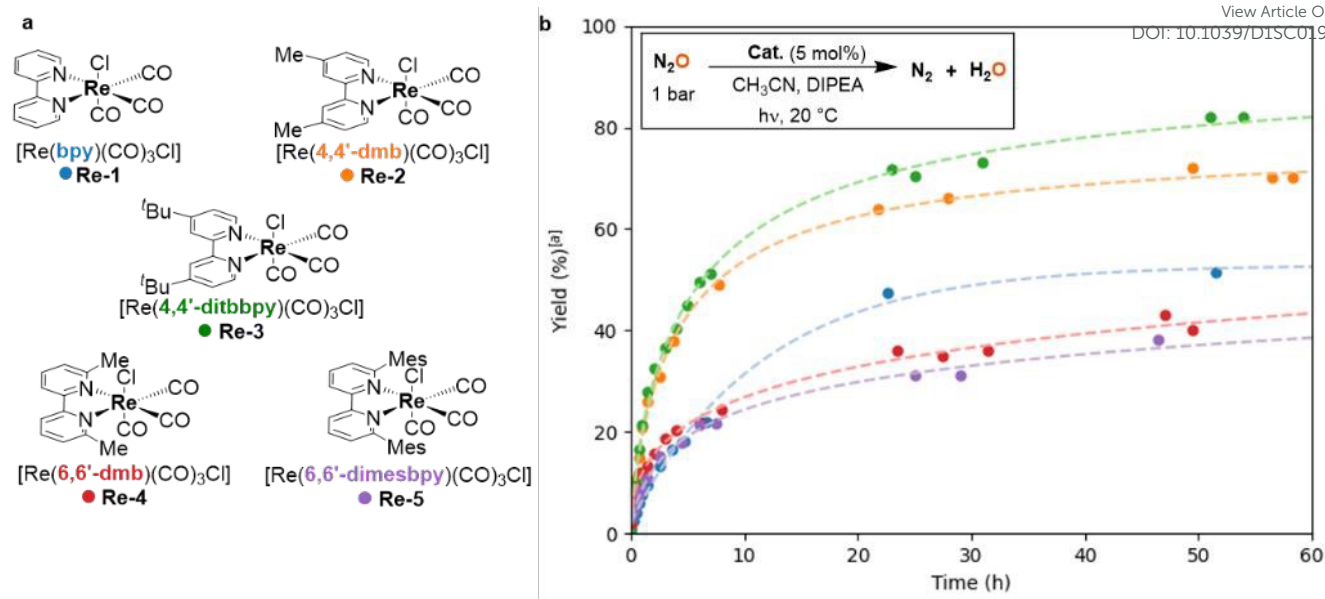 a
Cl
N
N
Re
CO
CO
CO
[Re(bpy)(CO)₃Cl]
Re-1
Me
Me
Cl
N
N
Re
CO
CO
CO
[Re(4,4'-dmb)(CO)₃Cl]
Re-2
ᵗBu
ᵗBu
Cl
N
N
Re
CO
CO
CO
[Re(4,4'-ditbbpy)(CO)₃Cl]
Re-3
Me
Me
Cl
N
N
Re
CO
CO
CO
[Re(6,6'-dmb)(CO)₃Cl]
Re-4
Mes
Mes
Cl
N
N
Re
CO
CO
CO
[Re(6,6'-dimesbpy)(CO)₃Cl]
Re-5
b
View Article O
DOI: 10.1039/D1SC019
N₂O
1 bar
Cat. (5 mol%)
CH₃CN, DIPEA
hν, 20 °C
N₂ + H₂O
Yield (%)[a]
100
80
60
40
20
0
0 10 20 30 40 50 60
Time (h)